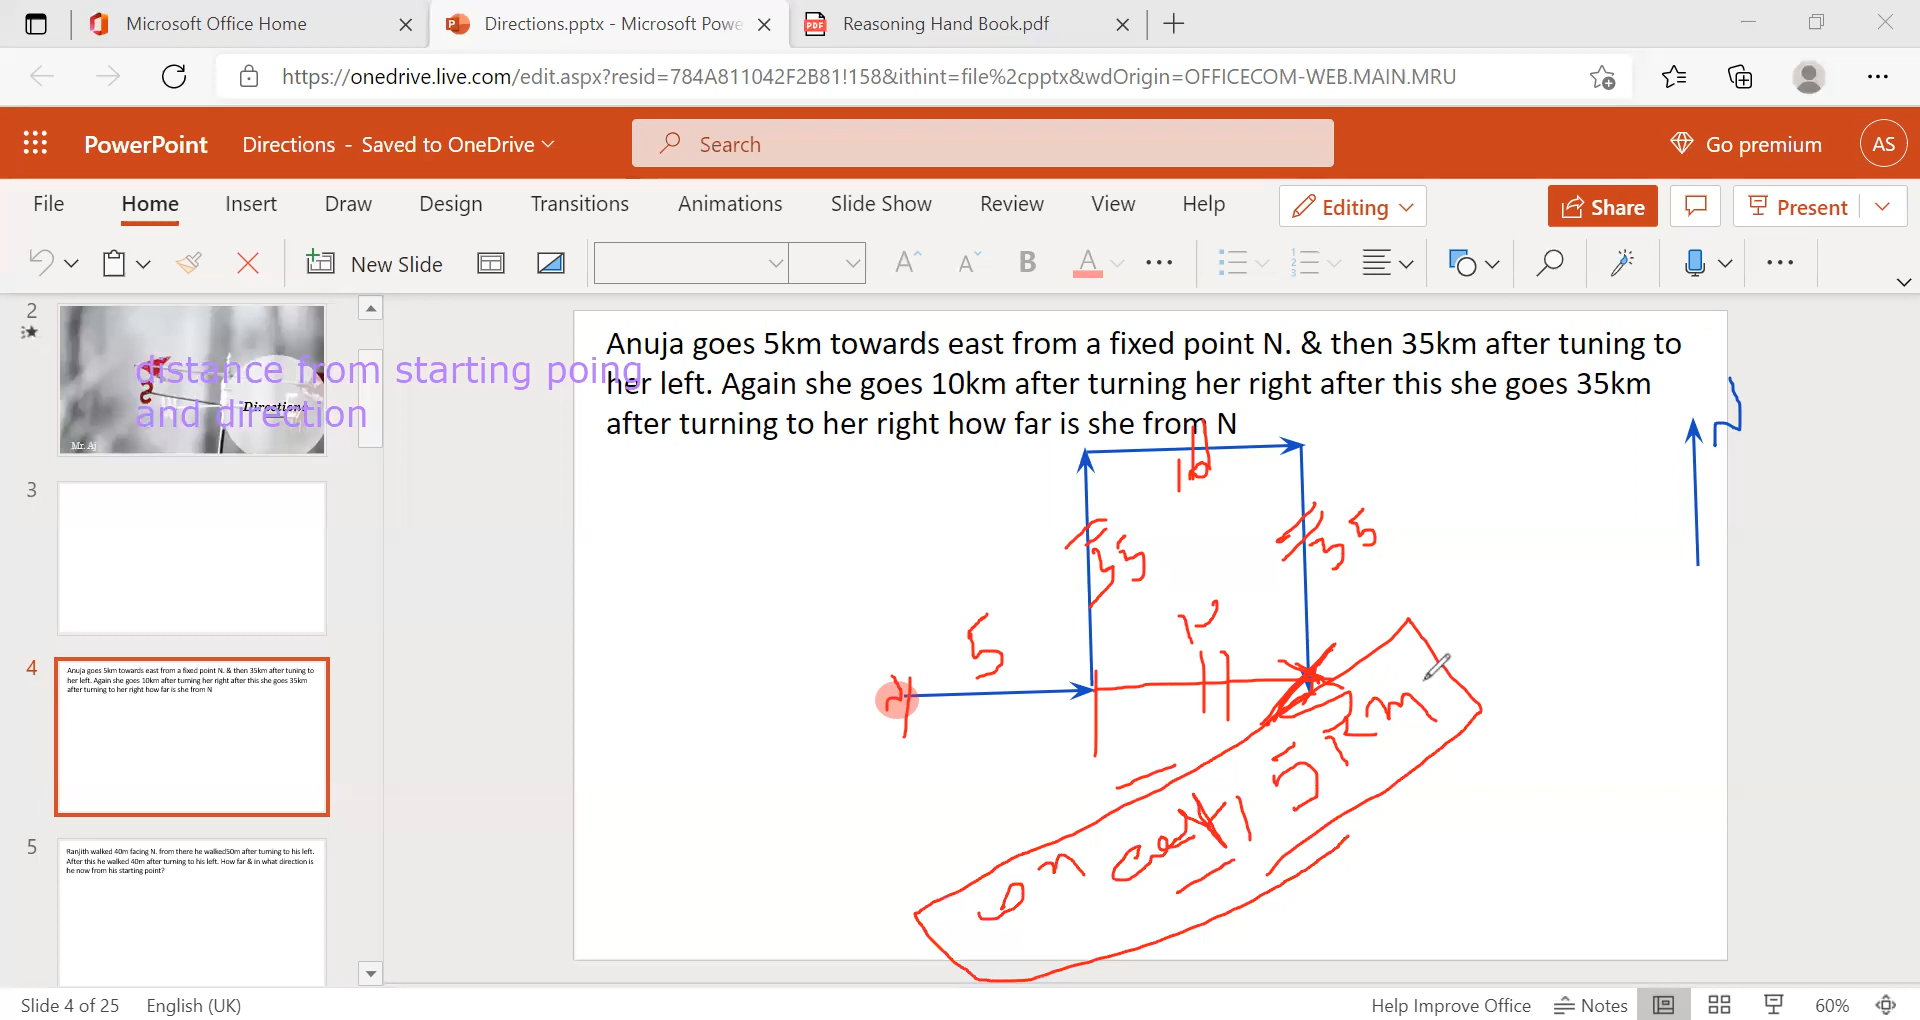 Microsoft Office Home
Directions.pptx - Microsoft Powe
Reasoning Hand Book.pdf
https://onedrive.live.com/edit.aspx?resid=784A811042F2B81!158&ithint=file%2cpptx&wdOrigin=OFFICECOM-WEB.MAIN.MRU
PowerPoint
Directions - Saved to OneDrive
Search
Go premium
AS
File Home Insert Draw Design Transitions Animations Slide Show Review View Help
Editing
Share
Present
New Slide
2
distance from starting poing
and direction
Directions
Mr. Aj
3
4
Anuja goes 5km towards east from a fixed point N. & then 35km after tuning to
her left. Again she goes 10km after turning her right after this she goes 35km
after turning to her right how far is she from N
5
Ranjith walked 40m facing N. from there he walked50m after turning to his left.
After this he walked 40m after turning to his left. How far & in what direction is
he now from his starting point?
Anuja goes 5km towards east from a fixed point N. & then 35km after tuning to
her left. Again she goes 10km after turning her right after this she goes 35km
after turning to her right how far is she from N
N
10
35
35
5
N
15 km
Slide 4 of 25
English (UK)
Help Improve Office
Notes
60%